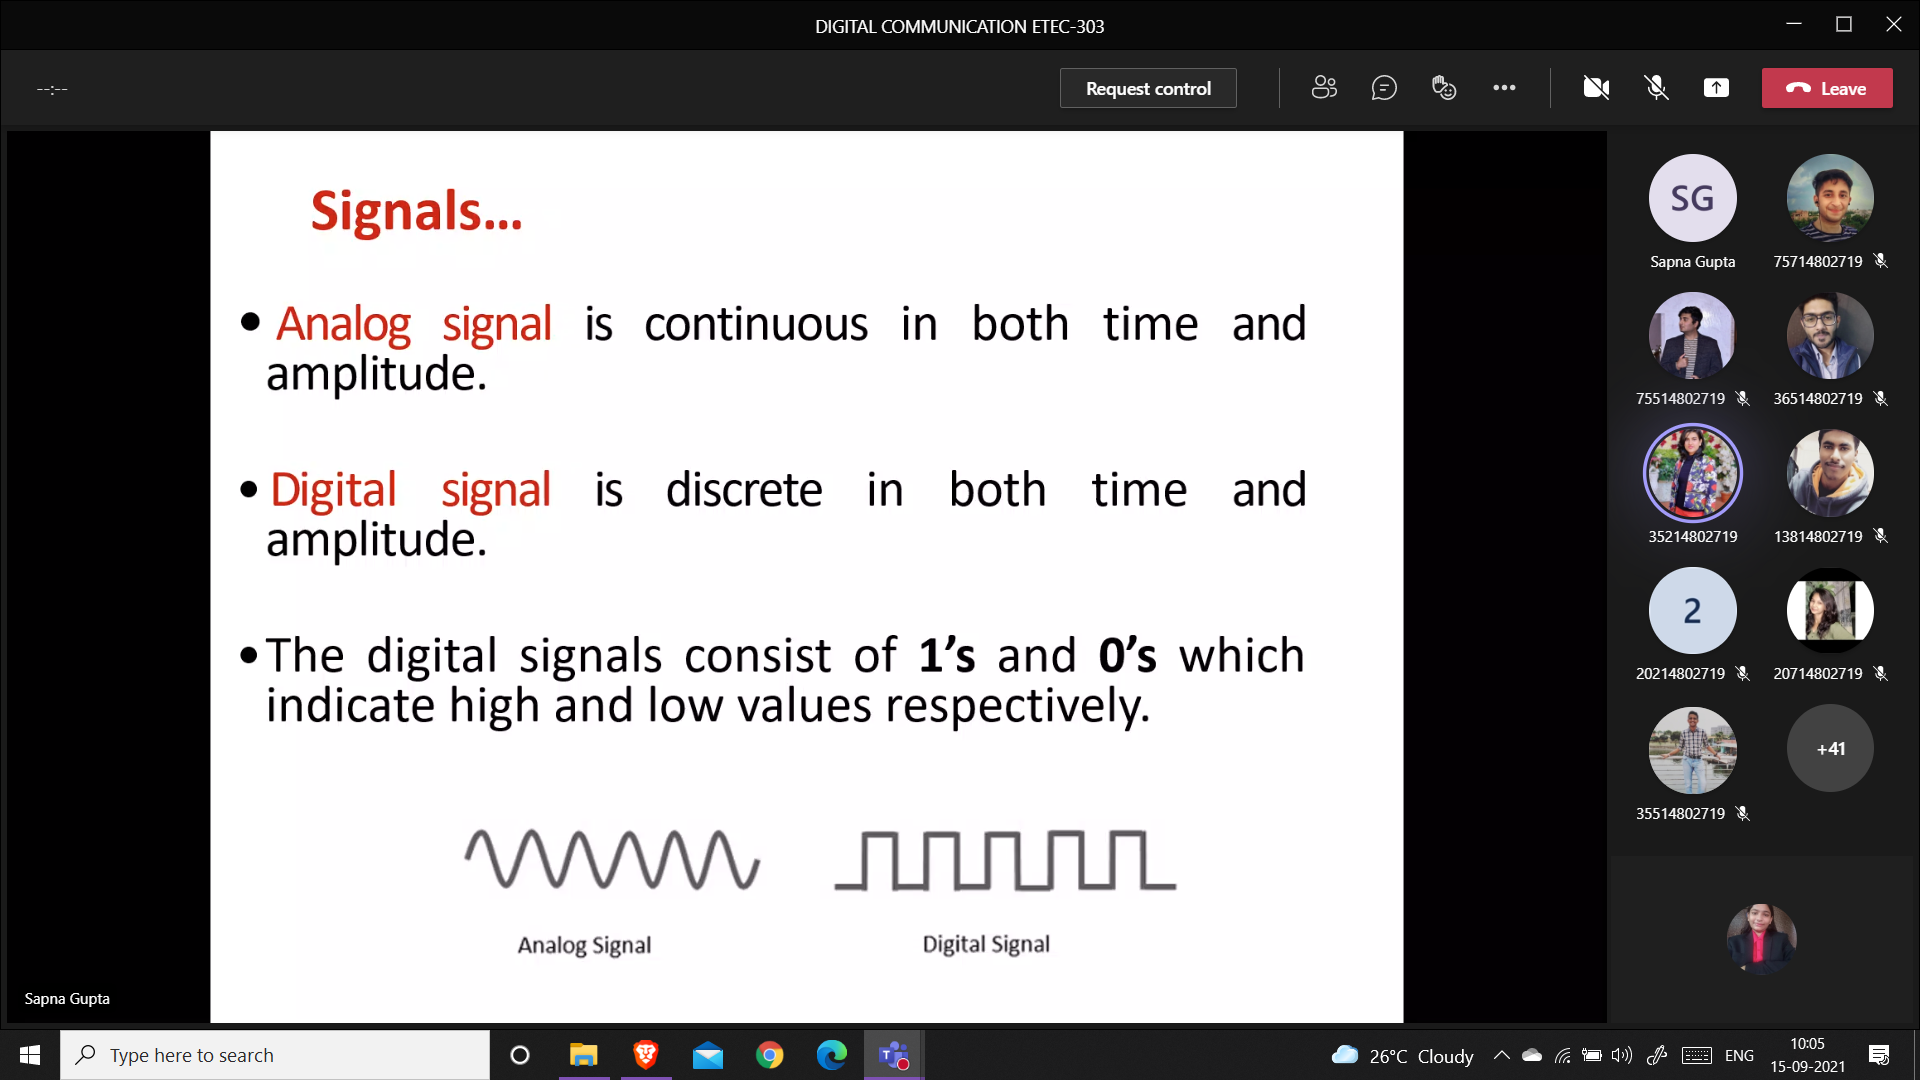 DIGITAL COMMUNICATION ETEC-303
--:--
Request control
Leave
Signals...
• Analog signal is continuous in both time and
amplitude.
• Digital signal is discrete in both time and
amplitude.
• The digital signals consist of 1’s and 0’s which
indicate high and low values respectively.
Analog Signal
Digital Signal
Sapna Gupta
SG
Sapna Gupta
75714802719
75514802719
36514802719
35214802719
13814802719
2
20214802719
20714802719
35514802719
+41
Type here to search
26°C Cloudy
ENG
10:05
15-09-2021